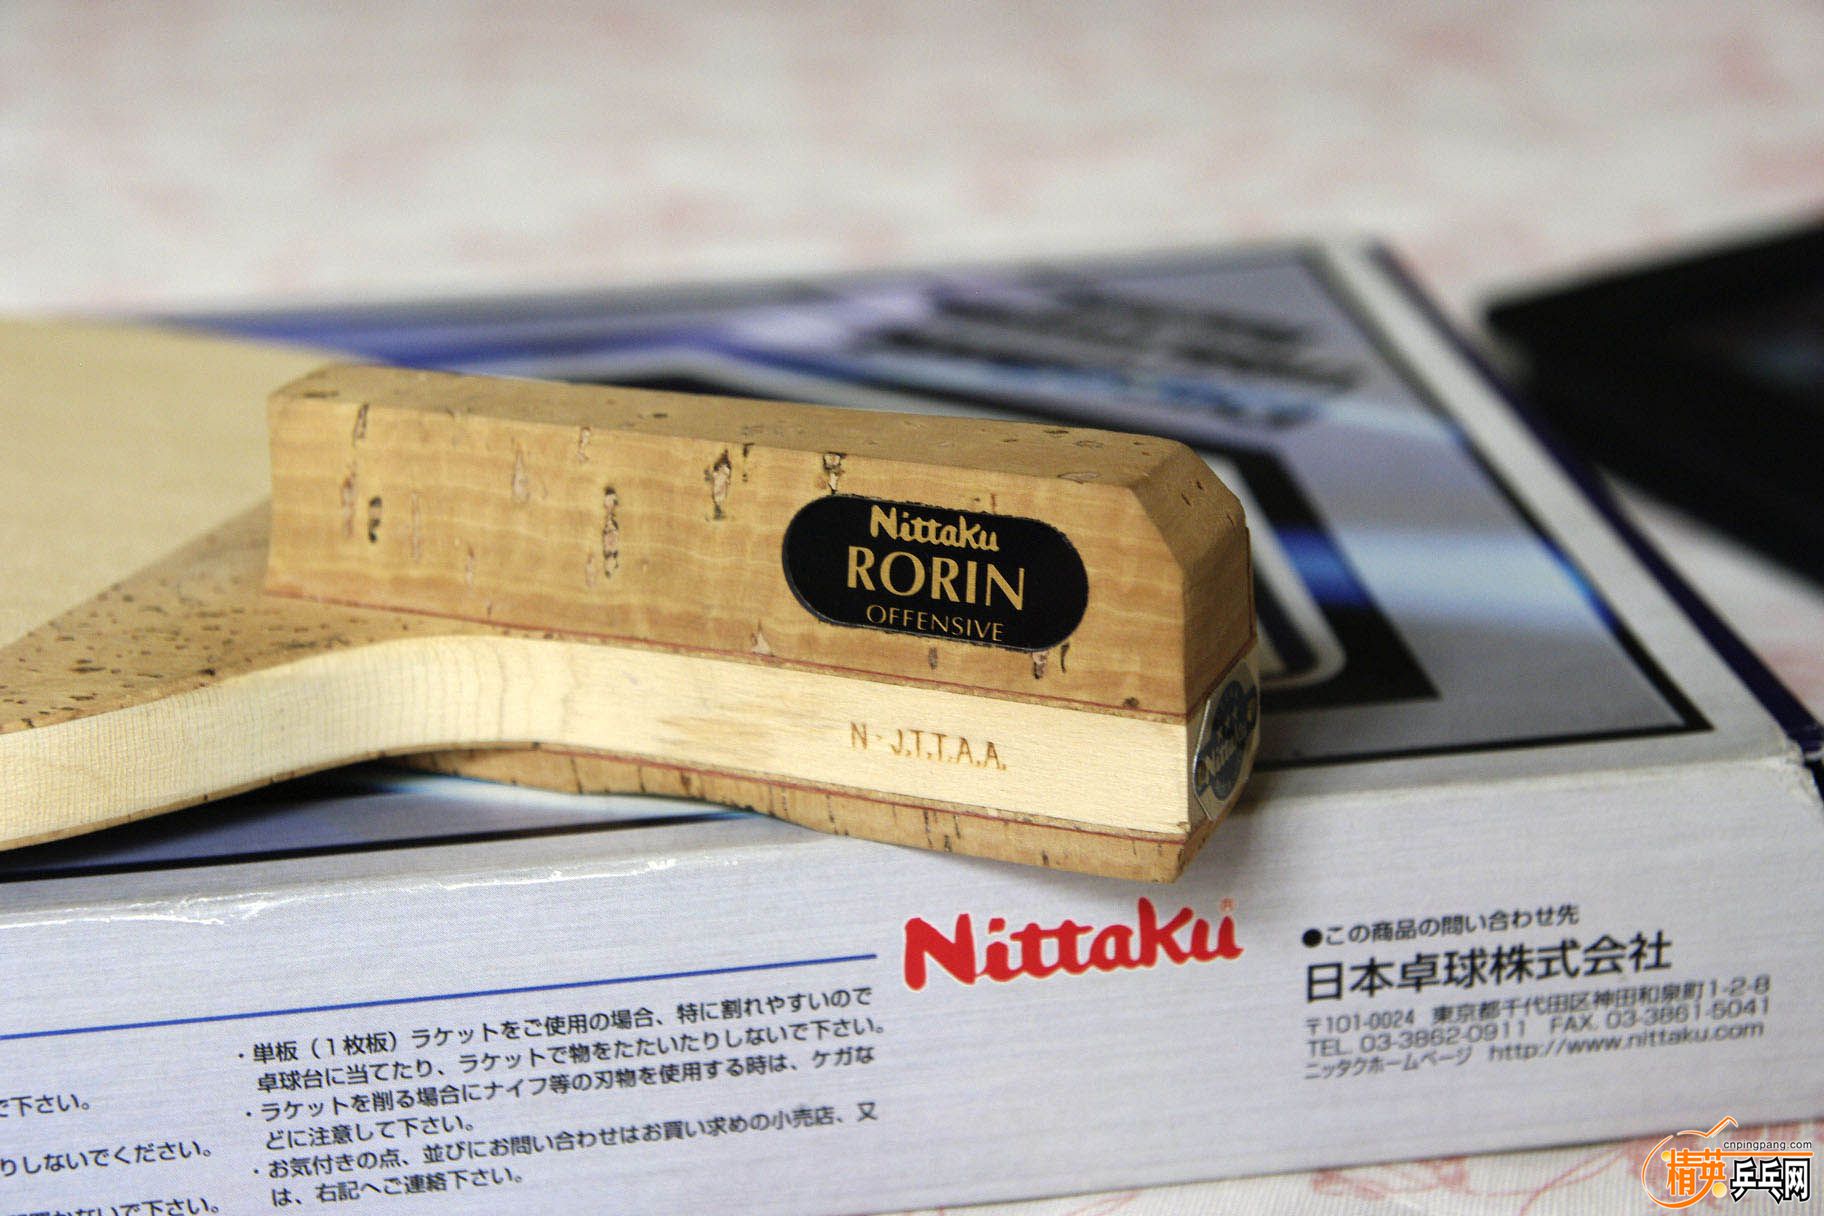 Nittaku
RORIN
OFFENSIVE
N-J.T.T.A.A.
Nittaku
Nittaku®
・単板（1枚板）ラケットをご使用の場合、特に割れやすいので
卓球台に当てたり、ラケットで物をたたいたりしないで下さい。
・ラケットを削る場合にナイフ等の刃物を使用する時は、ケガな
どに注意して下さい。
・お気付きの点、並びにお問い合わせはお買い求めの小売店、又
は、右記へご連絡下さい。
で下さい。
りしないでください。
かないで下さい。
●この商品の問い合わせ先
日本卓球株式会社
〒101-0024 東京都千代田区神田和泉町1-2-8
TEL. 03-3862-0911 FAX. 03-3861-5041
ニッタクホームページ http://www.nittaku.com
cnpingpang.com
精英乒乓网